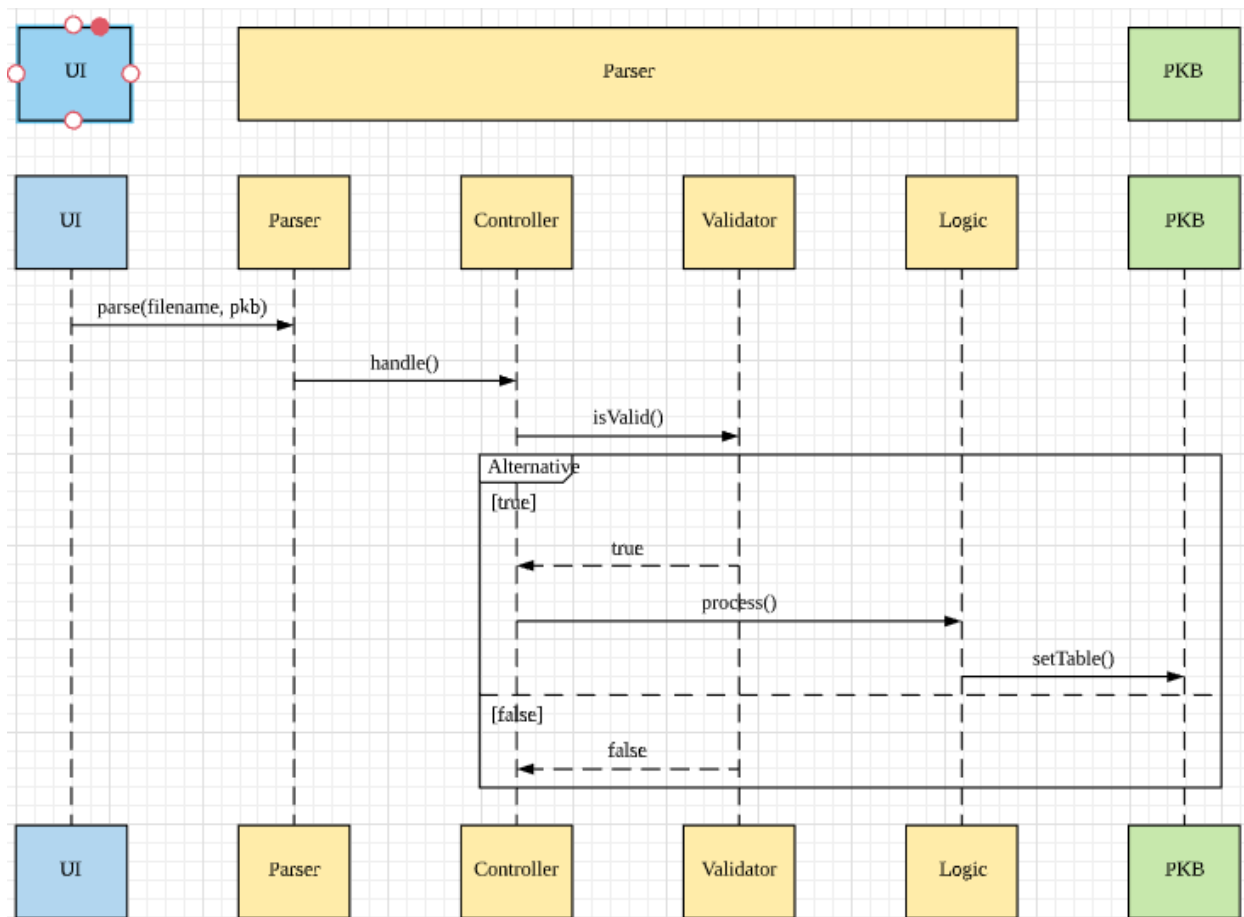 UI
Parser
PKB
UI
Parser
Controller
Validator
Logic
PKB
parse(filename, pkb)
handle()
isValid()
Alternative
[true]
true
process()
setTable()
[false]
false
UI
Parser
Controller
Validator
Logic
PKB